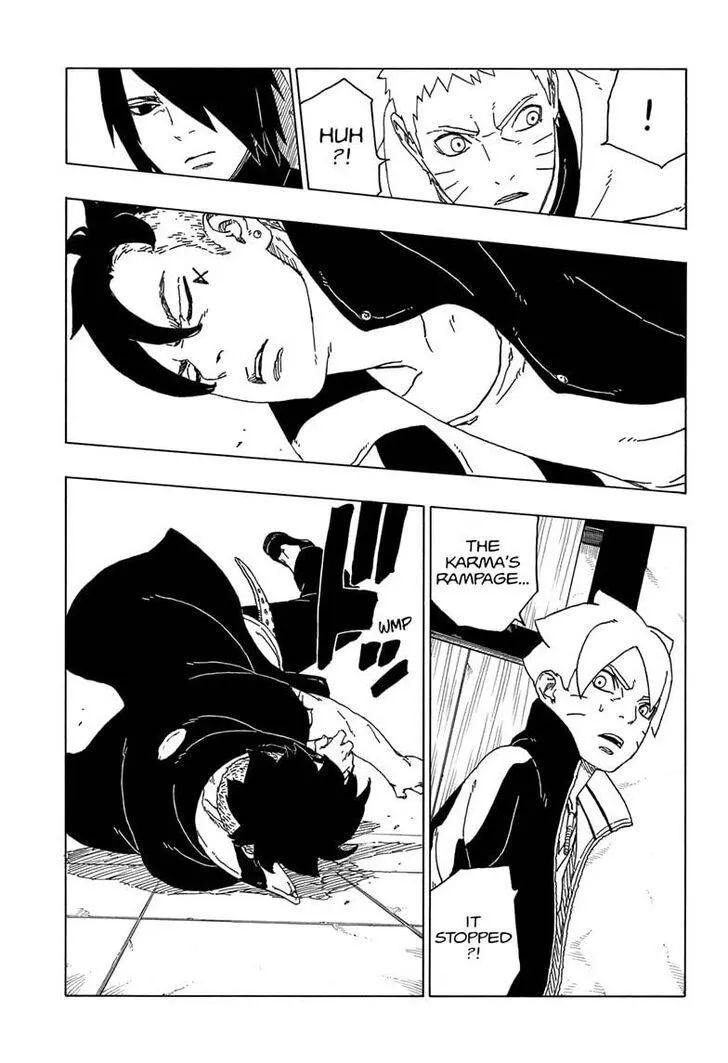 !
HUH
?!
THE
KARMA'S
RAMPAGE...
IT
STOPPED
?!
WMP